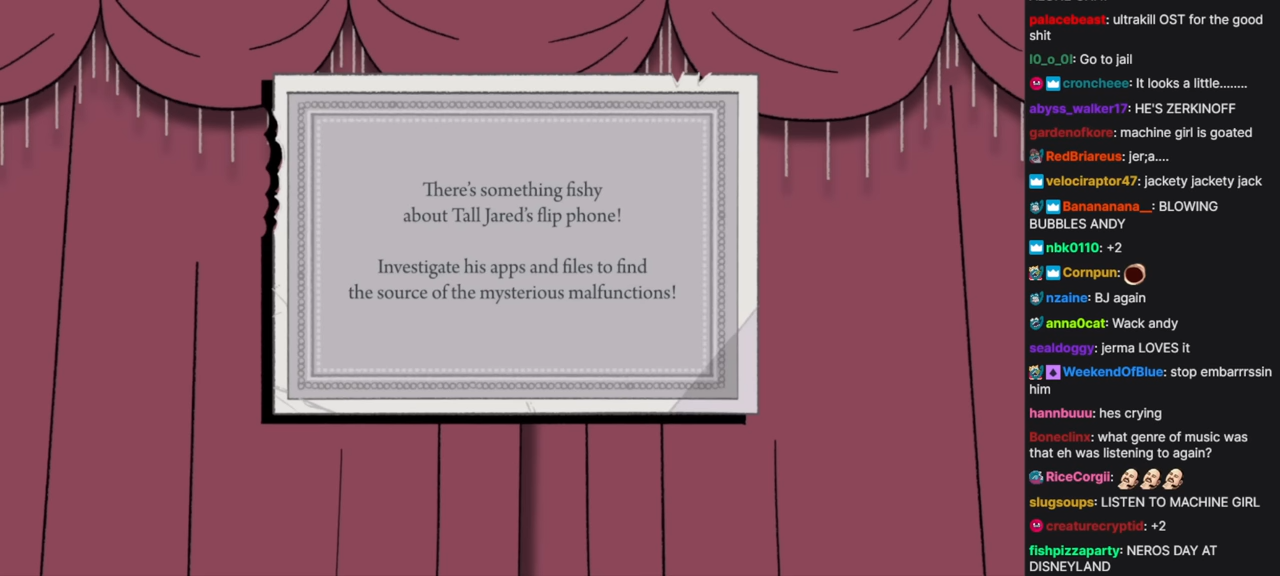 There's something fishy
about Tall Jared's flip phone!
Investigate his apps and files to find
the source of the mysterious malfunctions!
palacebeast: ultrakill OST for the good
shit
l0_o_0l: Go to jail
croncheee: It looks a little........
abyss_walker17: HE'S ZERKINOFF
gardenofkore: machine girl is goated
RedBriareus: jer;a....
velociraptor47: jackety jackety jack
Banananana__: BLOWING
BUBBLES ANDY
nbk0110: +2
Cornpun:
nzaine: BJ again
anna0cat: Wack andy
sealdoggy: jerma LOVES it
WeekendOfBlue: stop embarrrssin
him
hannbuuu: hes crying
Boneclinx: what genre of music was
that eh was listening to again?
RiceCorgii:
slugsoups: LISTEN TO MACHINE GIRL
creaturecryptid: +2
fishpizzaparty: NEROS DAY AT
DISNEYLAND